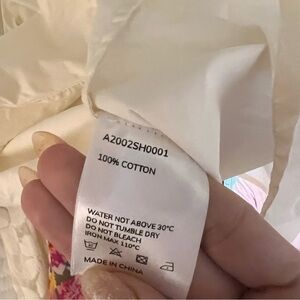 A2002SH0001
100% COTTON
WATER NOT ABOVE 30°C
DO NOT TUMBLE DRY
DO NOT BLEACH
IRON MAX 110°C
MADE IN CHINA